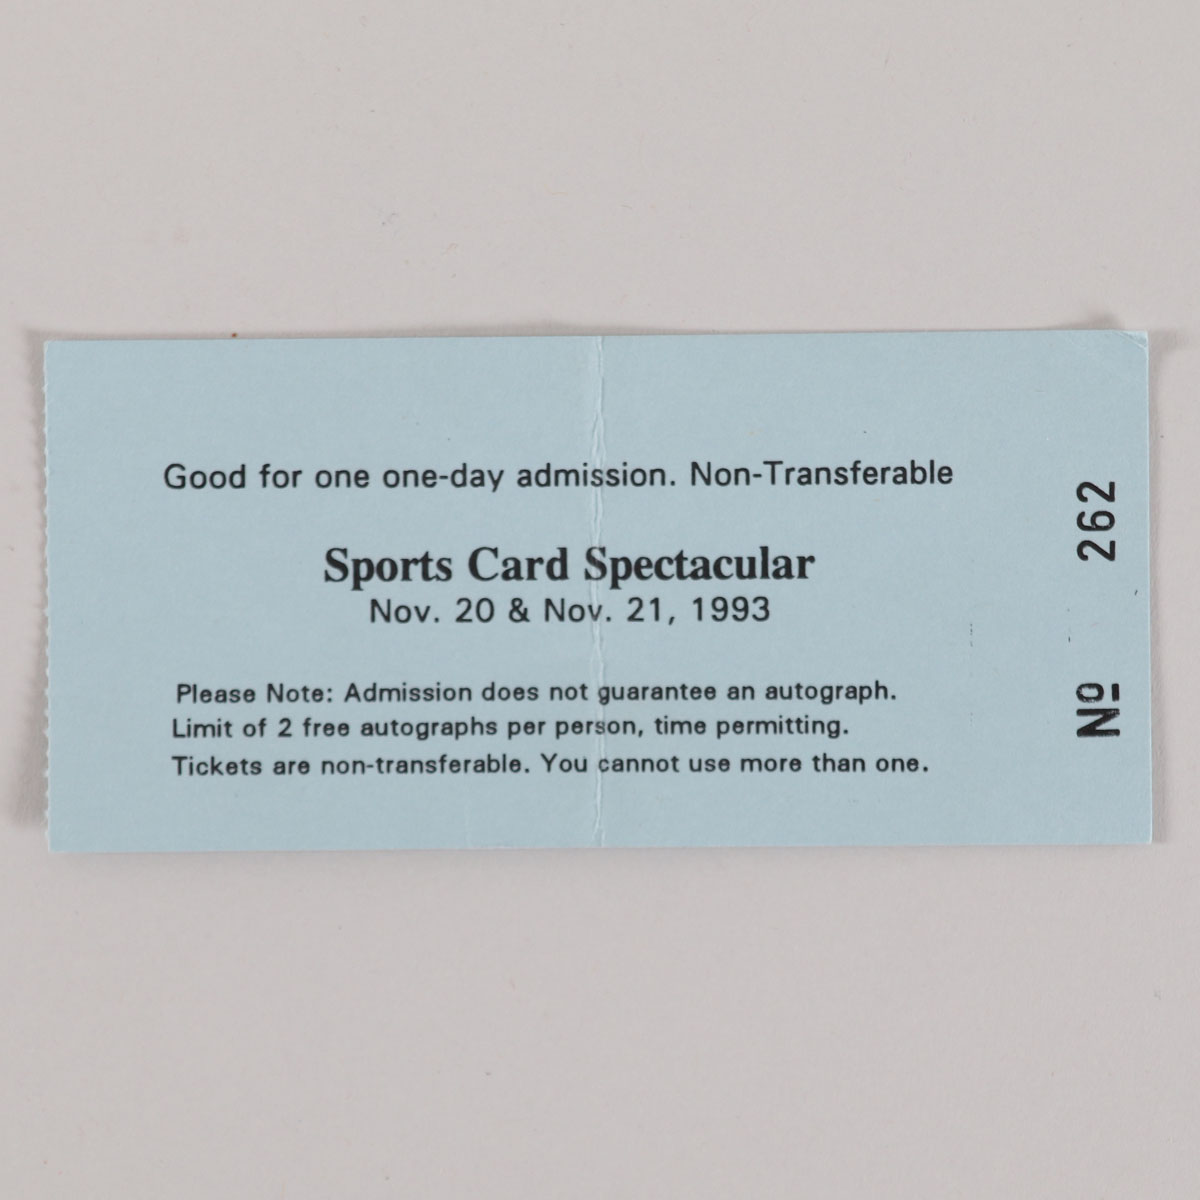 Good for one one-day admission. Non-Transferable
Sports Card Spectacular
Nov. 20 & Nov. 21, 1993
Please Note: Admission does not guarantee an autograph.
Limit of 2 free autographs per person, time permitting.
Tickets are non-transferable. You cannot use more than one.
Nº 262